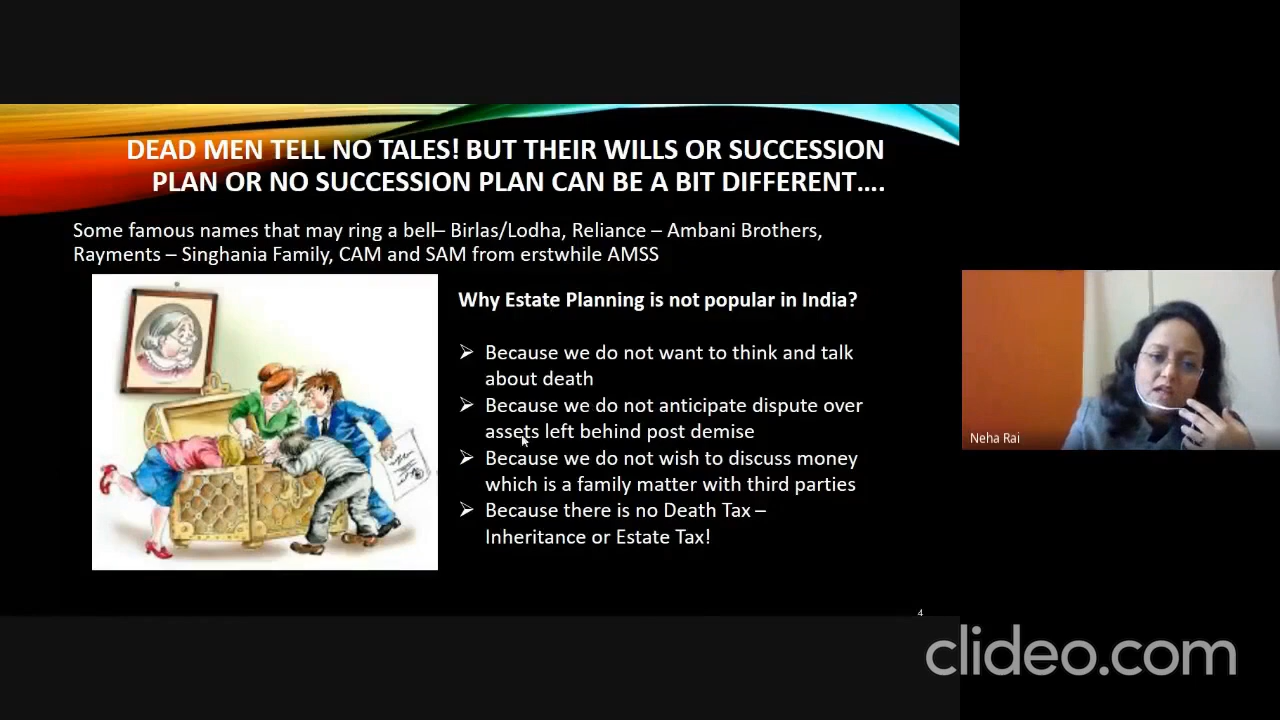 DEAD MEN TELL NO TALES! BUT THEIR WILLS OR SUCCESSION
PLAN OR NO SUCCESSION PLAN CAN BE A BIT DIFFERENT....
Some famous names that may ring a bell– Birlas/Lodha, Reliance – Ambani Brothers,
Rayments – Singhania Family, CAM and SAM from erstwhile AMSS
Why Estate Planning is not popular in India?
➢ Because we do not want to think and talk
about death
➢ Because we do not anticipate dispute over
assets left behind post demise
➢ Because we do not wish to discuss money
which is a family matter with third parties
➢ Because there is no Death Tax –
Inheritance or Estate Tax!
4
Neha Rai
clideo.com